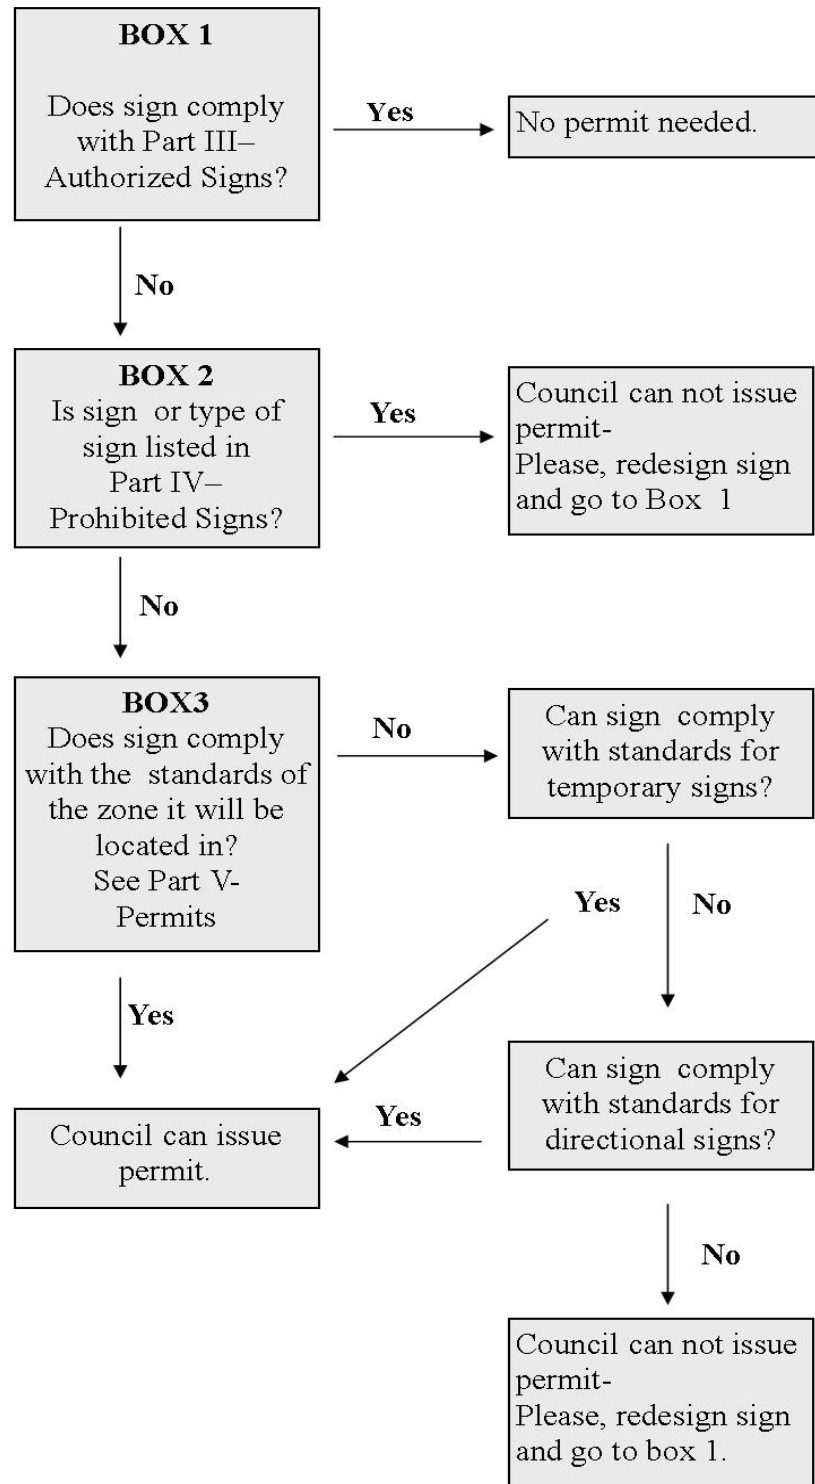 BOX 1
Does sign comply
with Part III–
Authorized Signs?
Yes
No permit needed.
No
BOX 2
Is sign or type of
sign listed in
Part IV–
Prohibited Signs?
Yes
Council can not issue
permit-
Please, redesign sign
and go to Box 1
No
BOX3
Does sign comply
with the standards of
the zone it will be
located in?
See Part V-
Permits
No
Can sign comply
with standards for
temporary signs?
Yes
No
Yes
Council can issue
permit.
Yes
Can sign comply
with standards for
directional signs?
No
Council can not issue
permit-
Please, redesign sign
and go to box 1.